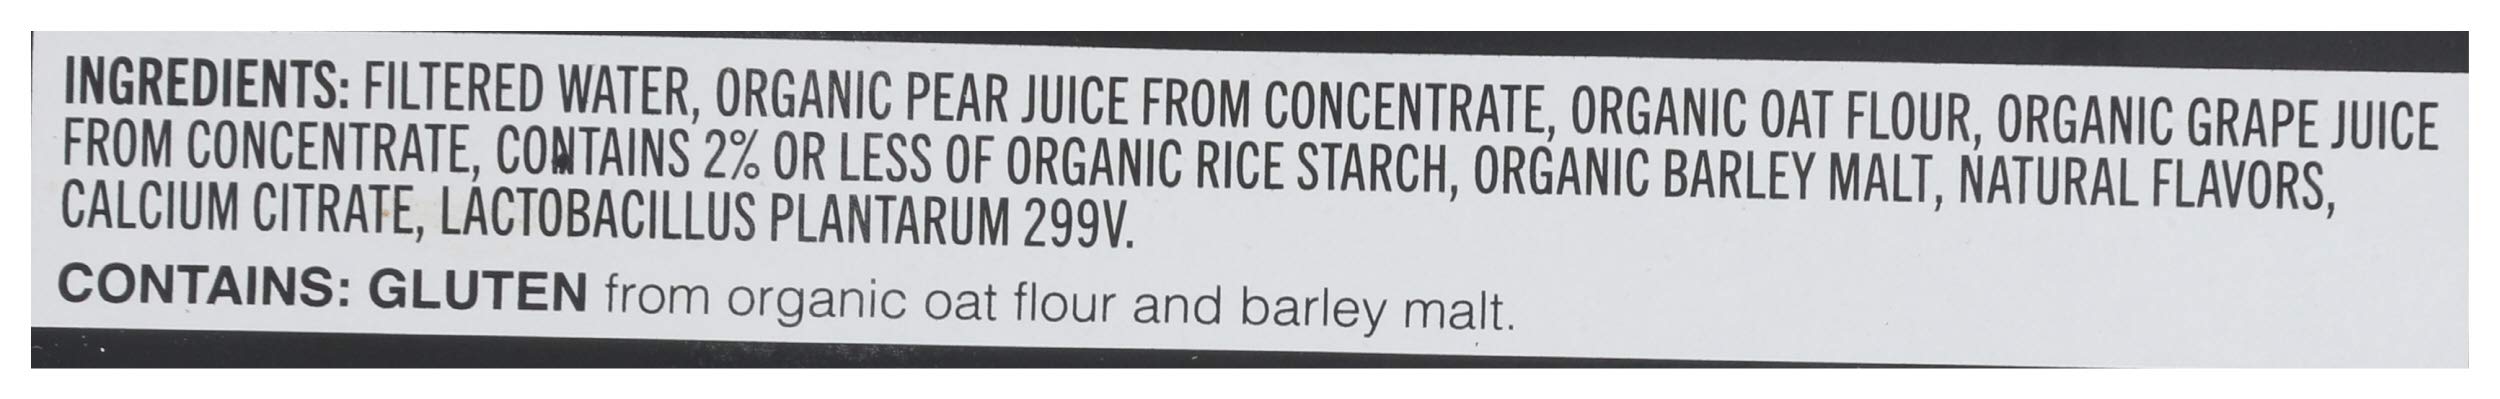 INGREDIENTS: FILTERED WATER, ORGANIC PEAR JUICE FROM CONCENTRATE, ORGANIC OAT FLOUR, ORGANIC GRAPE JUICE
FROM CONCENTRATE, CONTAINS 2% OR LESS OF ORGANIC RICE STARCH, ORGANIC BARLEY MALT, NATURAL FLAVORS,
CALCIUM CITRATE, LACTOBACILLUS PLANTARUM 299V.
CONTAINS: GLUTEN from organic oat flour and barley malt.